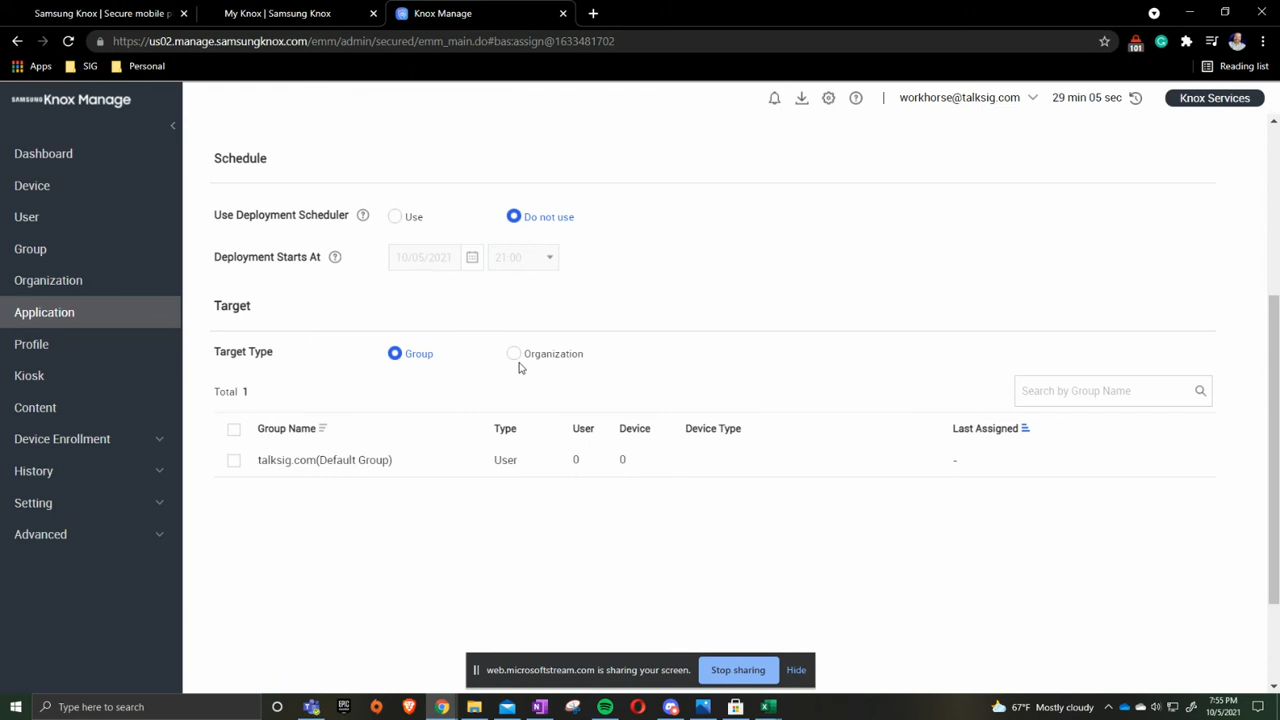 Samsung Knox | Secure mobile p
My Knox | Samsung Knox
Knox Manage
https://us02.manage.samsungknox.com/emm/admin/secured/emm_main.do#bas:assign@1633481702
101
Apps
SIG
Personal
Reading list
SAMSUNG Knox Manage
workhorse@talksig.com
29 min 05 sec
Knox Services
Dashboard
Device
User
Group
Organization
Application
Profile
Kiosk
Content
Device Enrollment
History
Setting
Advanced
Schedule
Use Deployment Scheduler ?
Use
Do not use
Deployment Starts At ?
10/05/2021
21:00
Target
Target Type
Group
Organization
Total 1
Search by Group Name
Group Name Type User Device Device Type Last Assigned
talksig.com(Default Group) User 0 0 -
web.microsoftstream.com is sharing your screen.
Stop sharing
Hide
Type here to search
EPIC
67°F Mostly cloudy
7:55 PM
10/5/2021